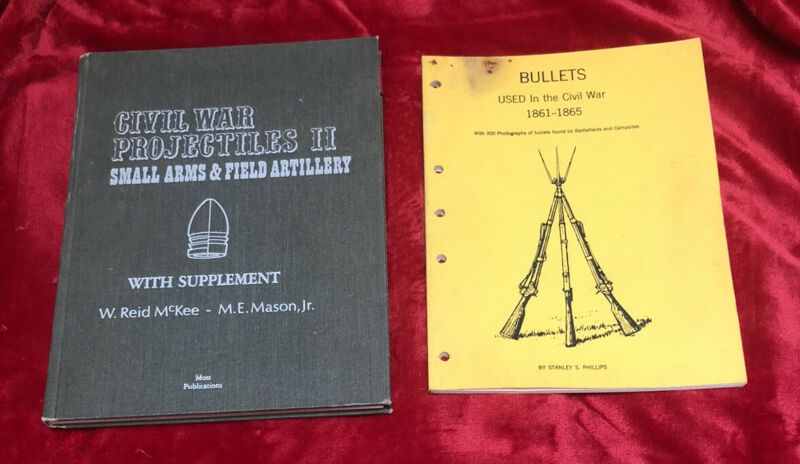 CIVIL WAR
PROJECTILES II
SMALL ARMS & FIELD ARTILLERY
WITH SUPPLEMENT
W. Reid McKee - M.E. Mason, Jr.
Moss
Publications
BULLETS
USED In the Civil War
1861-1865
With 300 Photographs of bullets found on Battlefields and Campsites.
BY STANLEY S. PHILLIPS